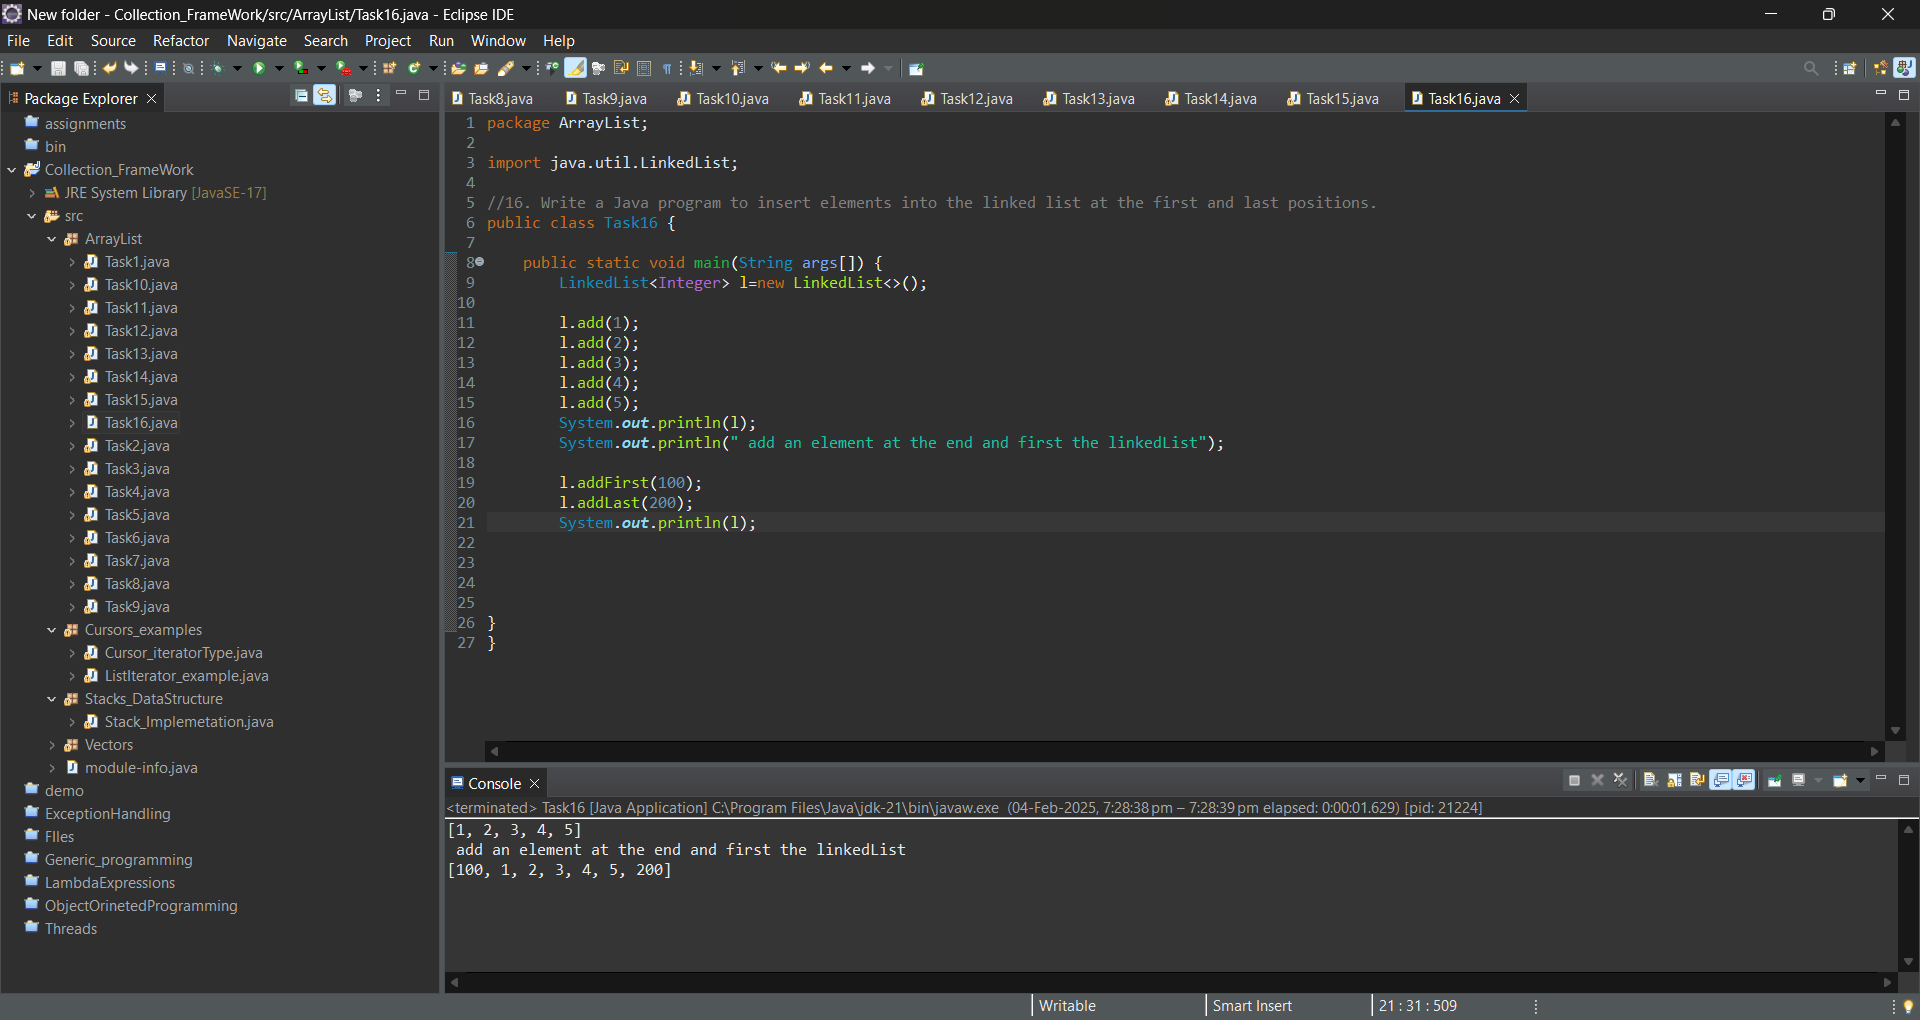 New folder - Collection_FrameWork/src/ArrayList/Task16.java - Eclipse IDE
File Edit Source Refactor Navigate Search Project Run Window Help
Package Explorer
assignments
bin
Collection_FrameWork
JRE System Library [JavaSE-17]
src
ArrayList
Task1.java
Task10.java
Task11.java
Task12.java
Task13.java
Task14.java
Task15.java
Task16.java
Task2.java
Task3.java
Task4.java
Task5.java
Task6.java
Task7.java
Task8.java
Task9.java
Cursors_examples
Cursor_iteratorType.java
ListIterator_example.java
Stacks_DataStructure
Stack_Implemetation.java
Vectors
module-info.java
demo
ExceptionHandling
FIles
Generic_programming
LambdaExpressions
ObjectOrinetedProgramming
Threads
Task8.java Task9.java Task10.java Task11.java Task12.java Task13.java Task14.java Task15.java Task16.java
1 package ArrayList;
2
3 import java.util.LinkedList;
4
5 //16. Write a Java program to insert elements into the linked list at the first and last positions.
6 public class Task16 {
7
8 public static void main(String args[]) {
9 LinkedList<Integer> l=new LinkedList<>();
10
11 l.add(1);
12 l.add(2);
13 l.add(3);
14 l.add(4);
15 l.add(5);
16 System.out.println(l);
17 System.out.println(" add an element at the end and first the linkedList");
18
19 l.addFirst(100);
20 l.addLast(200);
21 System.out.println(l);
22
23
24
25
26 }
27 }
Console
<terminated> Task16 [Java Application] C:\Program Files\Java\jdk-21\bin\javaw.exe (04-Feb-2025, 7:28:38 pm – 7:28:39 pm elapsed: 0:00:01.629) [pid: 21224]
[1, 2, 3, 4, 5]
add an element at the end and first the linkedList
[100, 1, 2, 3, 4, 5, 200]
Writable Smart Insert 21 : 31 : 509